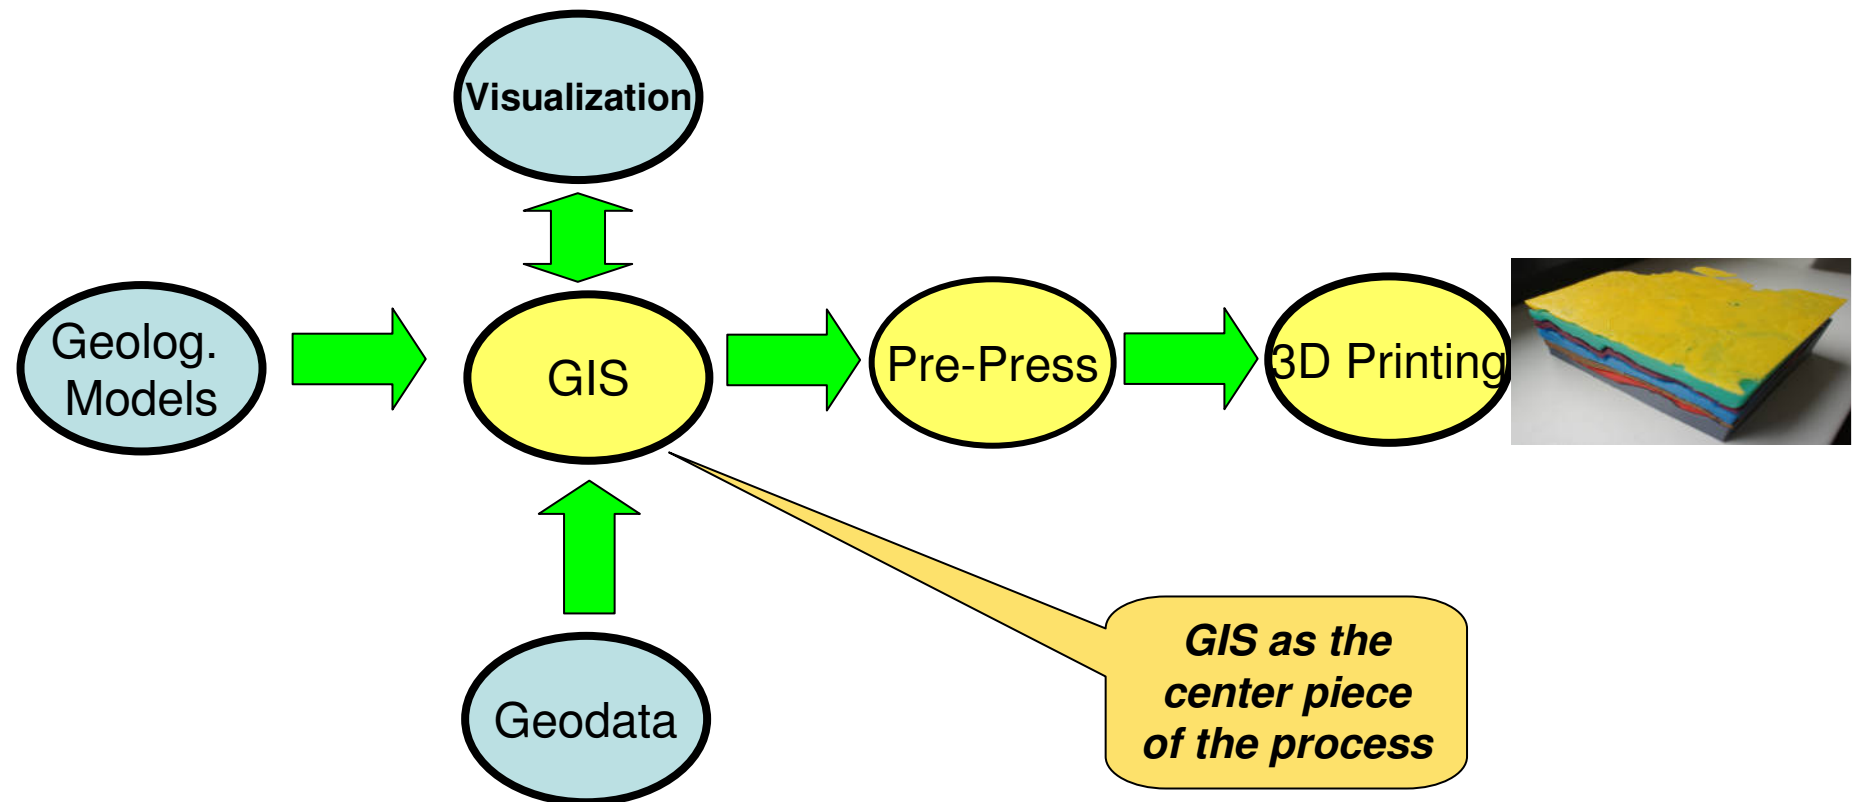 Visualization
Geolog.
Models
GIS
Pre-Press
3D Printing
Geodata
GIS as the
center piece
of the process